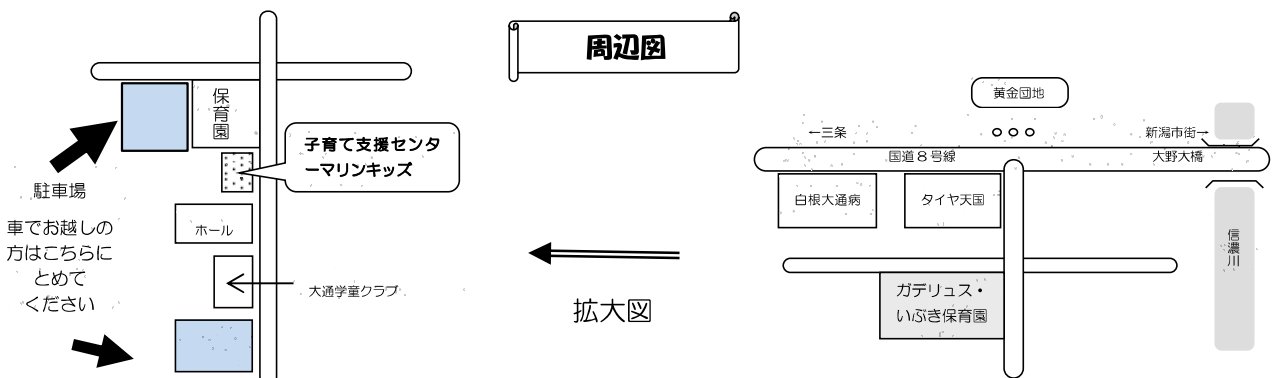 周辺図
保育園
子育て支援センタ
ーマリンキッズ
駐車場
車でお越しの
方はこちらに
とめて
ください
ホール
大通学童クラブ
拡大図
黄金団地
←三条
新潟市街→
国道８号線
大野大橋
白根大通病
タイヤ天国
信濃川
ガデリュス・
いぶき保育園